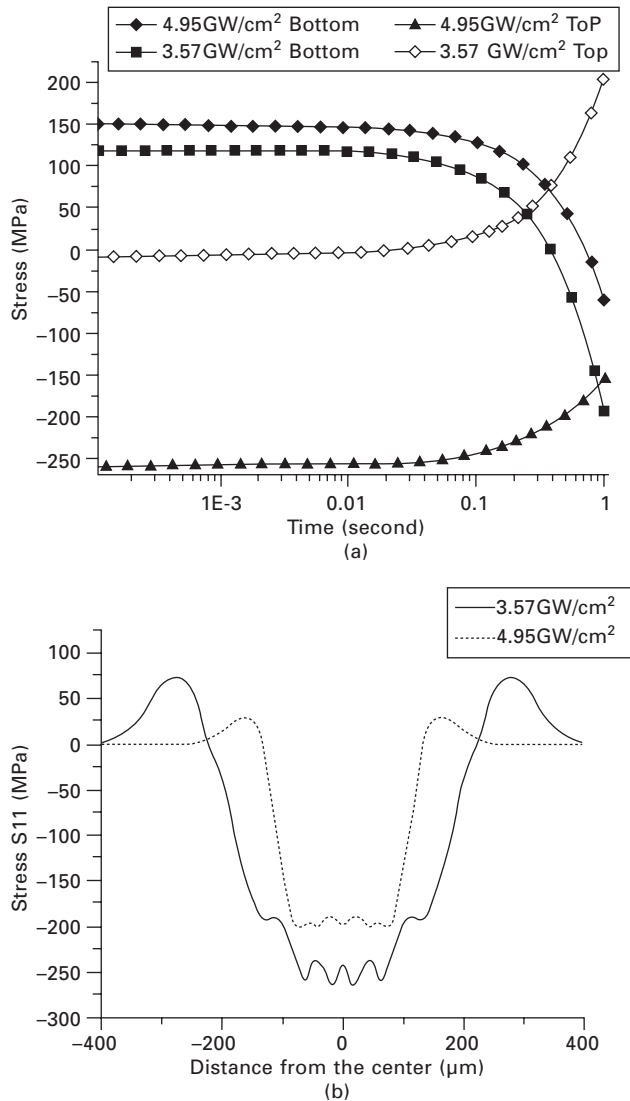 4.95GW/cm² Bottom
4.95GW/cm² ToP
3.57GW/cm² Bottom
3.57 GW/cm² Top
200
150
100
50
0
−50
−100
−150
−200
−250
Stress (MPa)
1E-3
0.01
0.1
1
Time (second)
(a)
3.57GW/cm²
4.95GW/cm²
100
50
0
−50
−100
−150
−200
−250
−300
Stress S11 (MPa)
−400
−200
0
200
400
Distance from the center (µm)
(b)